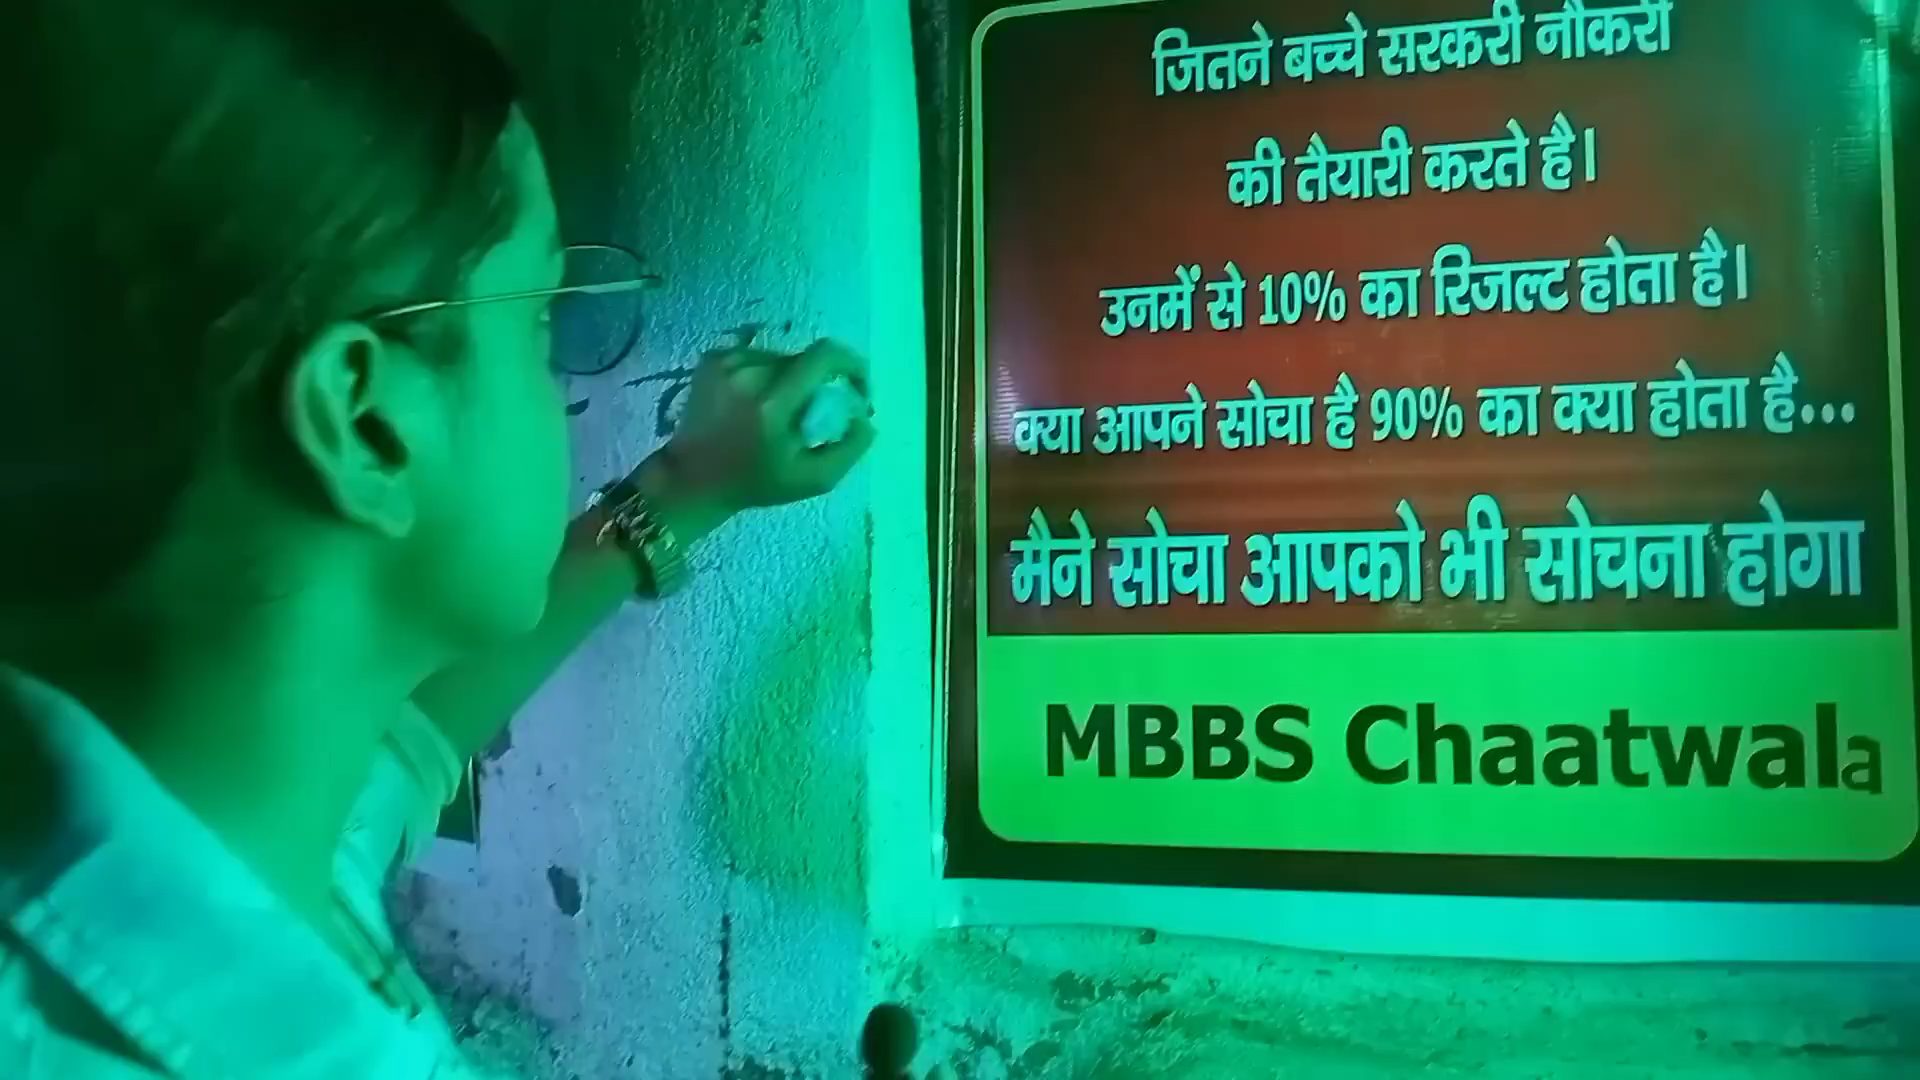 जितने बच्चे सरकरी नौकरी
की तैयारी करते है।
उनमें से 10% का रिजल्ट होता है।
क्या आपने सोचा है 90% का क्या होता है...
मैने सोचा आपको भी सोचना होगा
MBBS Chaatwala